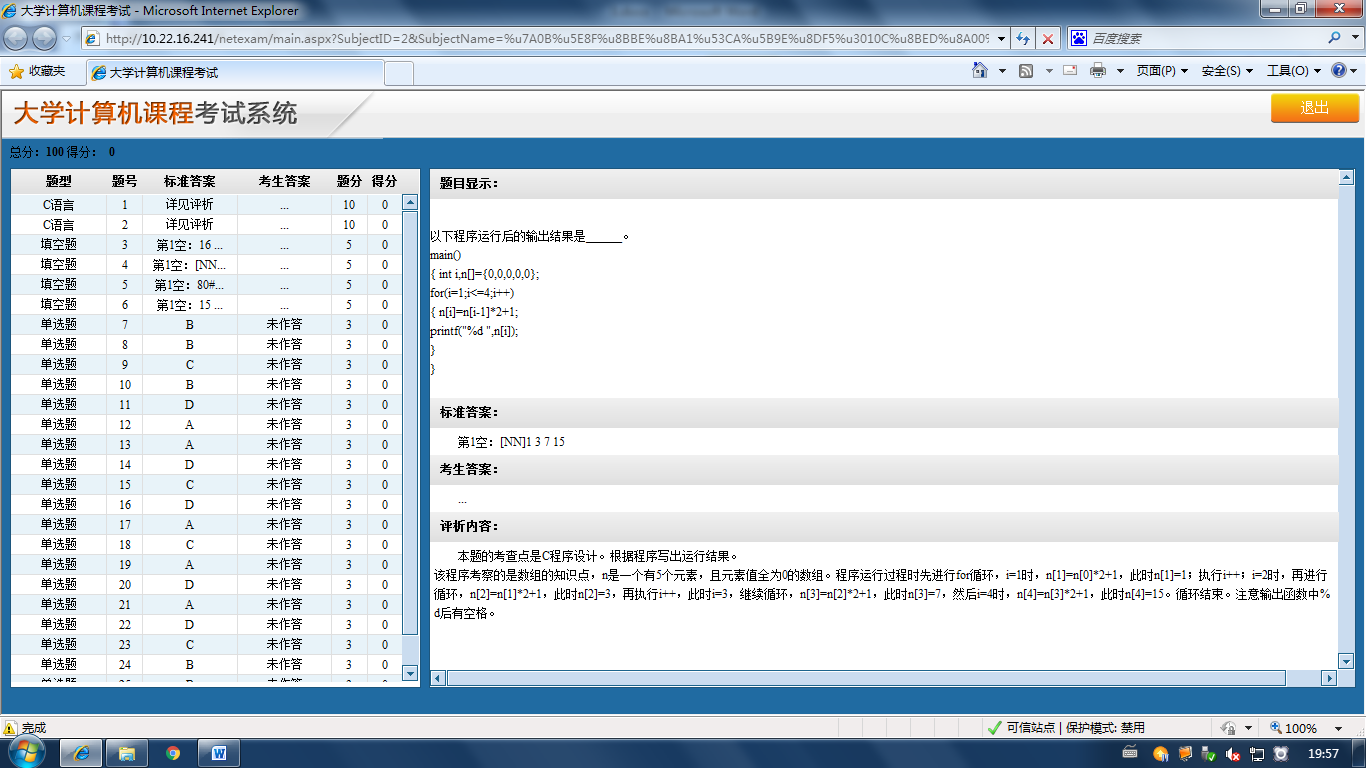 大学计算机课程考试 - Microsoft Internet Explorer
http://10.22.16.241/netexam/main.aspx?SubjectID=2&SubjectName=%u7A0B%u5E8F%u8BBE%u8BA1%u53CA%u5B9E%u8DF5%u3010C%u8BED%u8A00%
百度搜索
收藏夹
大学计算机课程考试
页面(P)
安全(S)
工具(O)
大学计算机课程考试系统
退出
总分：100 得分： 0
题型 题号 标准答案 考生答案 题分 得分
C语言 1 详见评析 ... 10 0
C语言 2 详见评析 ... 10 0
填空题 3 第1空：16 ... ... 5 0
填空题 4 第1空：[NN... ... 5 0
填空题 5 第1空：80#... ... 5 0
填空题 6 第1空：15 ... ... 5 0
单选题 7 B 未作答 3 0
单选题 8 B 未作答 3 0
单选题 9 C 未作答 3 0
单选题 10 B 未作答 3 0
单选题 11 D 未作答 3 0
单选题 12 A 未作答 3 0
单选题 13 A 未作答 3 0
单选题 14 D 未作答 3 0
单选题 15 C 未作答 3 0
单选题 16 D 未作答 3 0
单选题 17 A 未作答 3 0
单选题 18 C 未作答 3 0
单选题 19 A 未作答 3 0
单选题 20 D 未作答 3 0
单选题 21 A 未作答 3 0
单选题 22 D 未作答 3 0
单选题 23 C 未作答 3 0
单选题 24 B 未作答 3 0
题目显示：
以下程序运行后的输出结果是______。
main()
{ int i,n[]={0,0,0,0,0};
for(i=1;i<=4;i++)
{ n[i]=n[i-1]*2+1;
printf("%d ",n[i]);
}
}
标准答案：
第1空：[NN]1 3 7 15
考生答案：
...
评析内容：
本题的考查点是C程序设计。根据程序写出运行结果。
该程序考察的是数组的知识点，n是一个有5个元素，且元素值全为0的数组。程序运行过程时先进行for循环，i=1时，n[1]=n[0]*2+1，此时n[1]=1；执行i++；i=2时，再进行
循环，n[2]=n[1]*2+1，此时n[2]=3，再执行i++，此时i=3，继续循环，n[3]=n[2]*2+1，此时n[3]=7，然后i=4时，n[4]=n[3]*2+1，此时n[4]=15。循环结束。注意输出函数中%
d后有空格。
完成
可信站点 | 保护模式: 禁用
100%
19:57